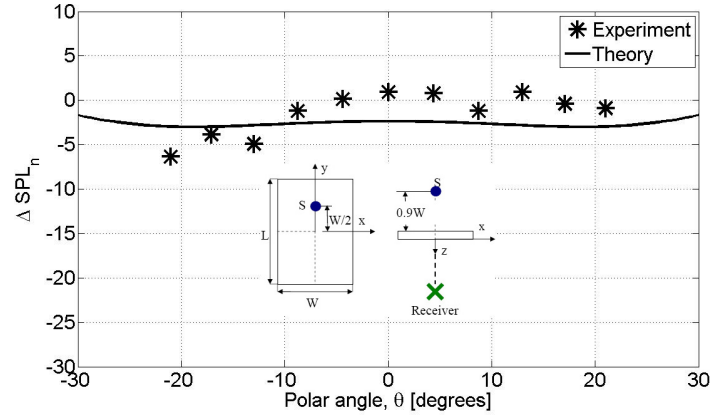 10
5
0
-5
-10
-15
-20
-25
-30
Δ SPLn
Experiment
Theory
y
S
W/2
x
L
W
S
0.9W
x
z
Receiver
-30 -20 -10 0 10 20 30
Polar angle, θ [degrees]